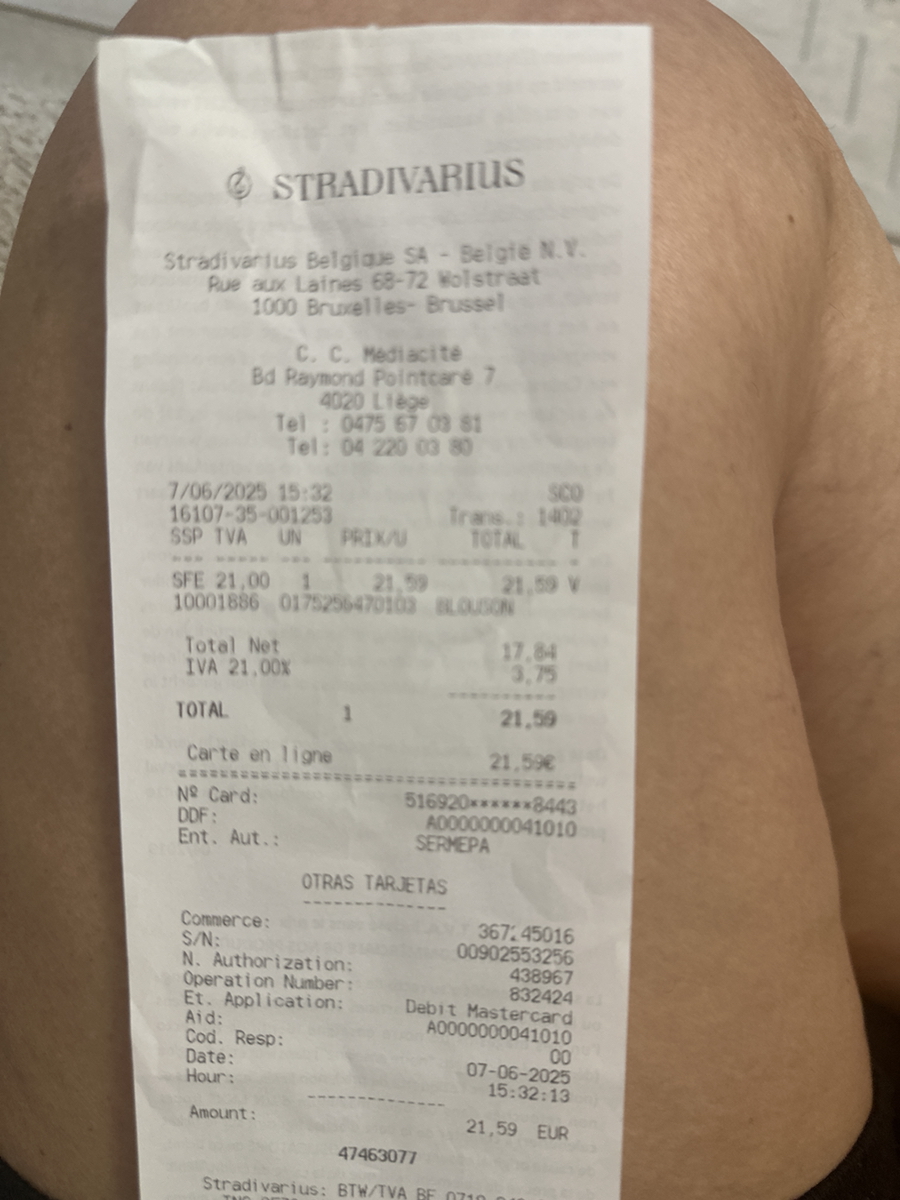 STRADIVARIUS
Stradivarius Belgique SA - Belgie N.V.
Rue aux Laines 68-72 Wolstraat
1000 Bruxelles- Brussel
C. C. Médiacité
Bd Raymond Pointcaré 7
4020 Liège
Tel : 0475 67 03 81
Tel: 04 220 03 80
7/06/2025 15:32 SCO
16107-35-001253 Trans.: 1402
SSP TVA UN PRIX/U TOTAL T
SFE 21,00 1 21,59 21,59 V
10001886 0175256470103 BLOUSON
Total Net 17,84
IVA 21,00% 3,75
TOTAL 1 21,59
Carte en ligne 21,59€
Nº Card: 516920******8443
DDF: A0000000041010
Ent. Aut.: SERMEPA
OTRAS TARJETAS
Commerce: 367:45016
S/N: 00902553256
N. Authorization: 438967
Operation Number: 832424
Et. Application: Debit Mastercard
Aid: A0000000041010
Cod. Resp: 00
Date: 07-06-2025
Hour: 15:32:13
Amount: 21,59 EUR
47463077
Stradivarius: BTW/TVA BE 0710